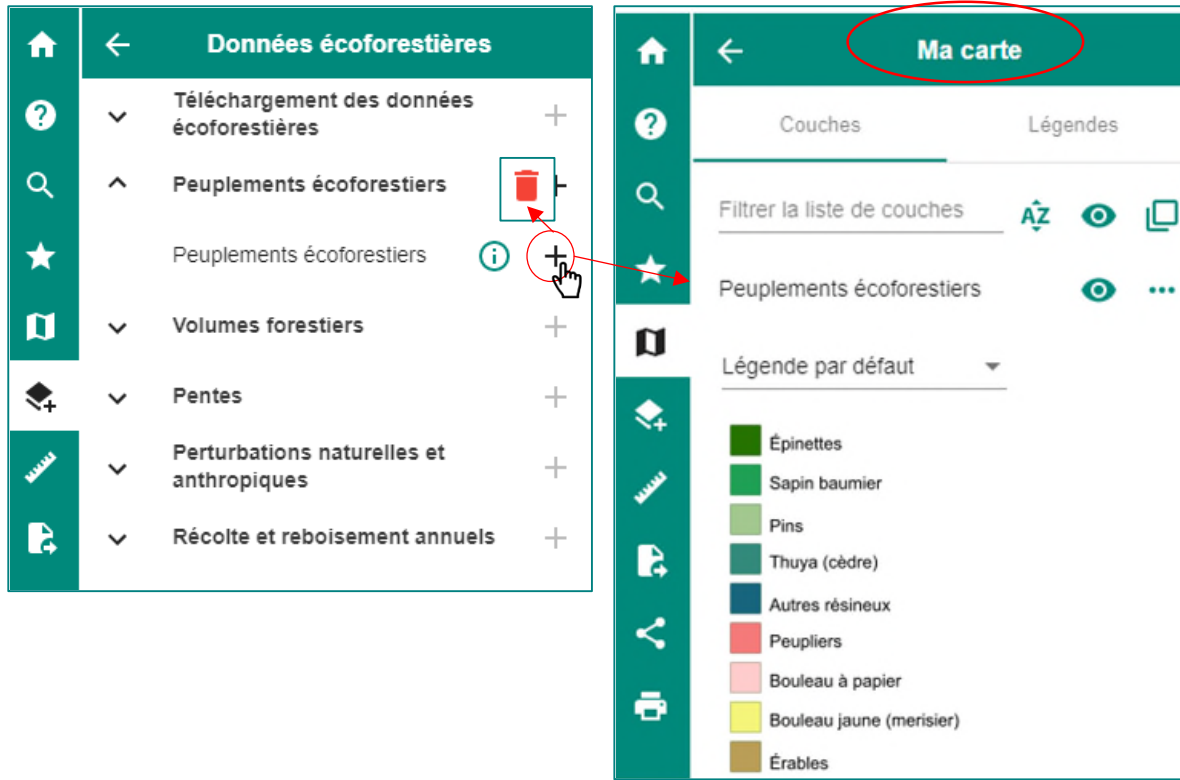 Données écoforestières
Téléchargement des données
écoforestières
Peuplements écoforestiers
Peuplements écoforestiers
Volumes forestiers
Pentes
Perturbations naturelles et
anthropiques
Récolte et reboisement annuels
Ma carte
Couches Légendes
Filtrer la liste de couches AZ
Peuplements écoforestiers
Légende par défaut
Épinettes
Sapin baumier
Pins
Thuya (cèdre)
Autres résineux
Peupliers
Bouleau à papier
Bouleau jaune (merisier)
Érables